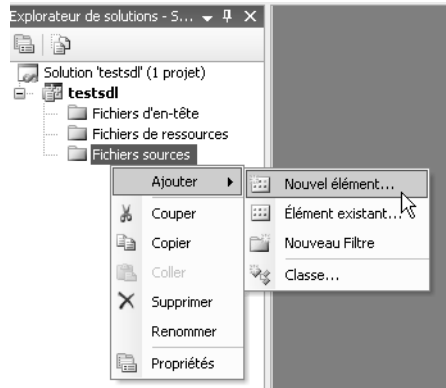 Explorateur de solutions - S...
Solution 'testsdl' (1 projet)
testsdl
Fichiers d'en-tête
Fichiers de ressources
Fichiers sources
Ajouter
Couper
Copier
Coller
Supprimer
Renommer
Propriétés
Nouvel élément...
Élément existant...
Nouveau Filtre
Classe...